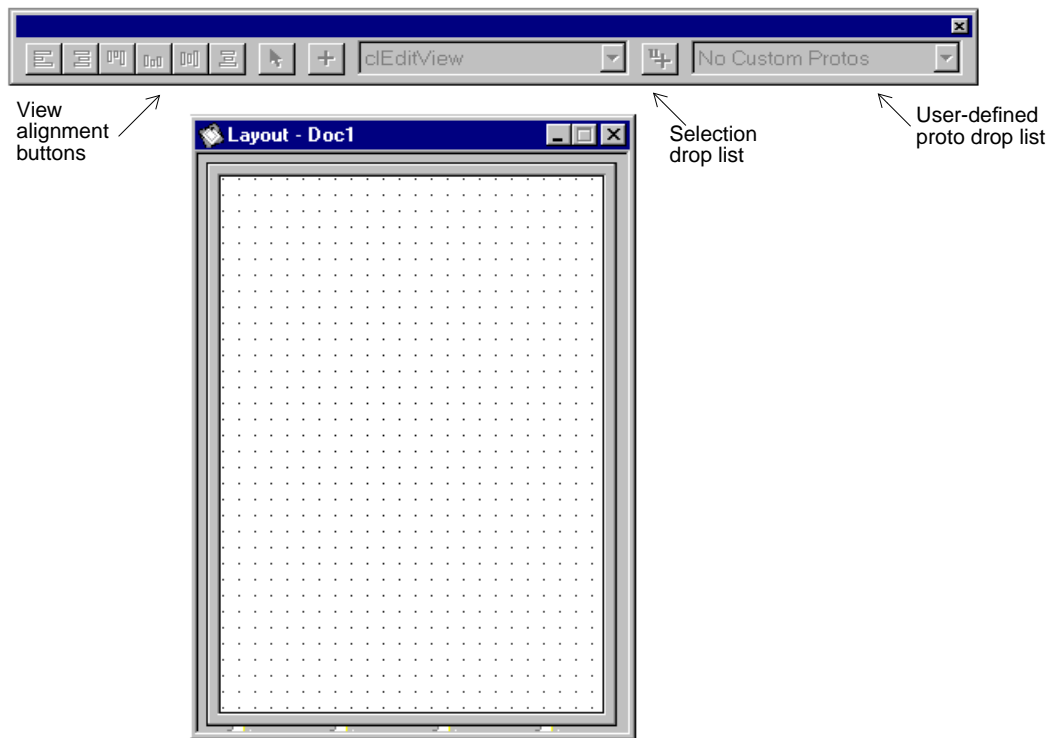 clEditView
No Custom Protos
View
alignment
buttons
Selection
drop list
User-defined
proto drop list
Layout - Doc1